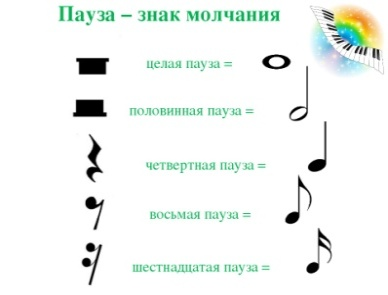 Пауза – знак молчания
целая пауза =
половинная пауза =
четвертная пауза =
восьмая пауза =
шестнадцатая пауза =